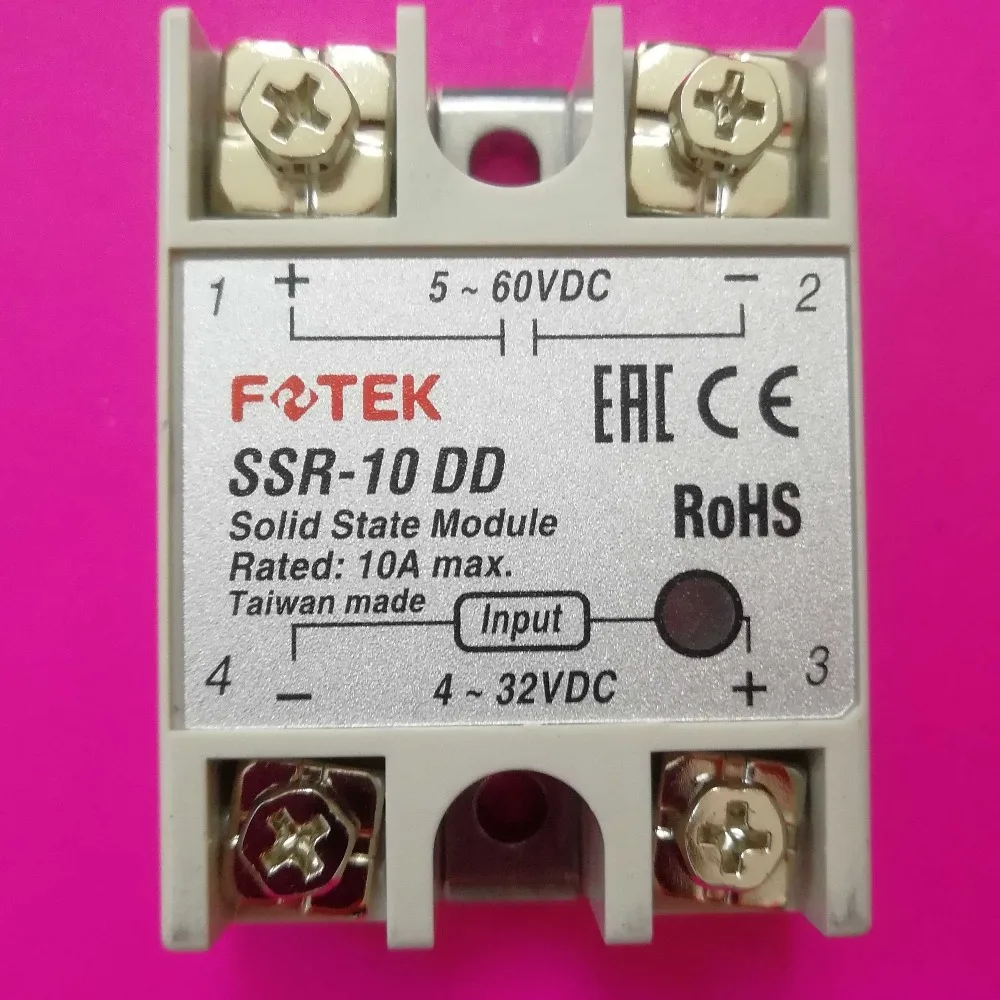 1 + 5 ~ 60VDC − 2
FOTEK
EAC CE
SSR-10 DD
RoHS
Solid State Module
Rated: 10A max.
Taiwan made
Input
4 − 4 ~ 32VDC + 3